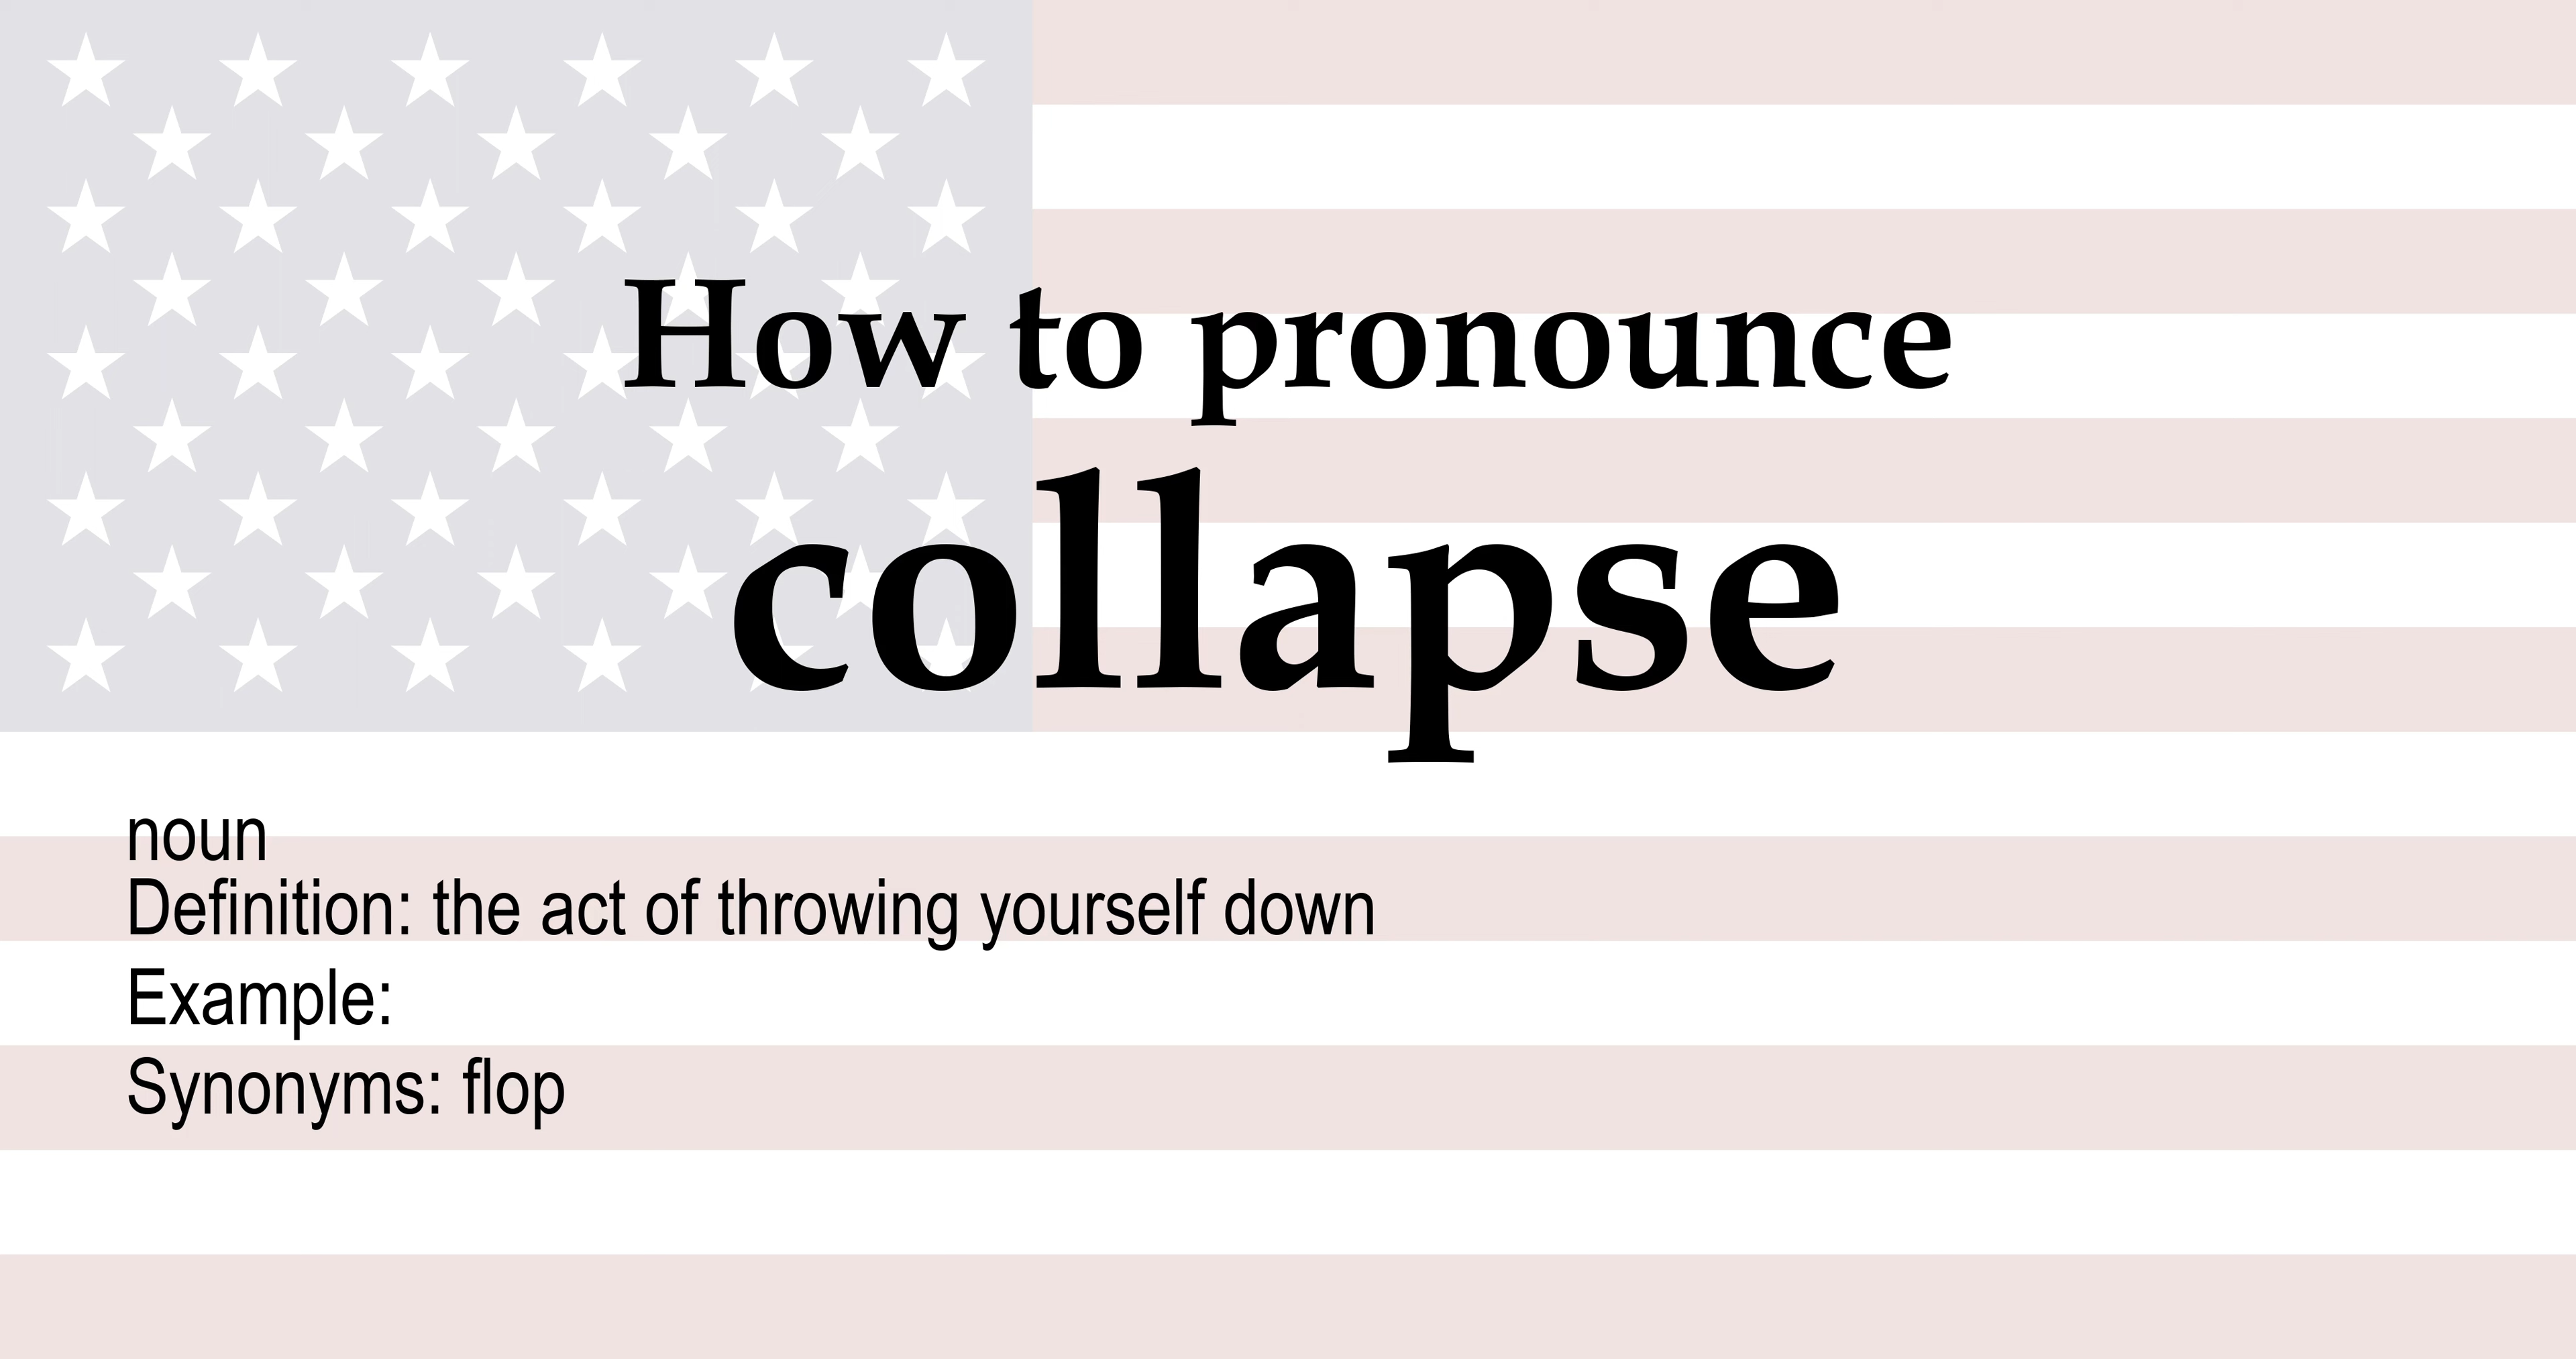 How to pronounce
collapse
noun
Definition: the act of throwing yourself down
Example:
Synonyms: flop